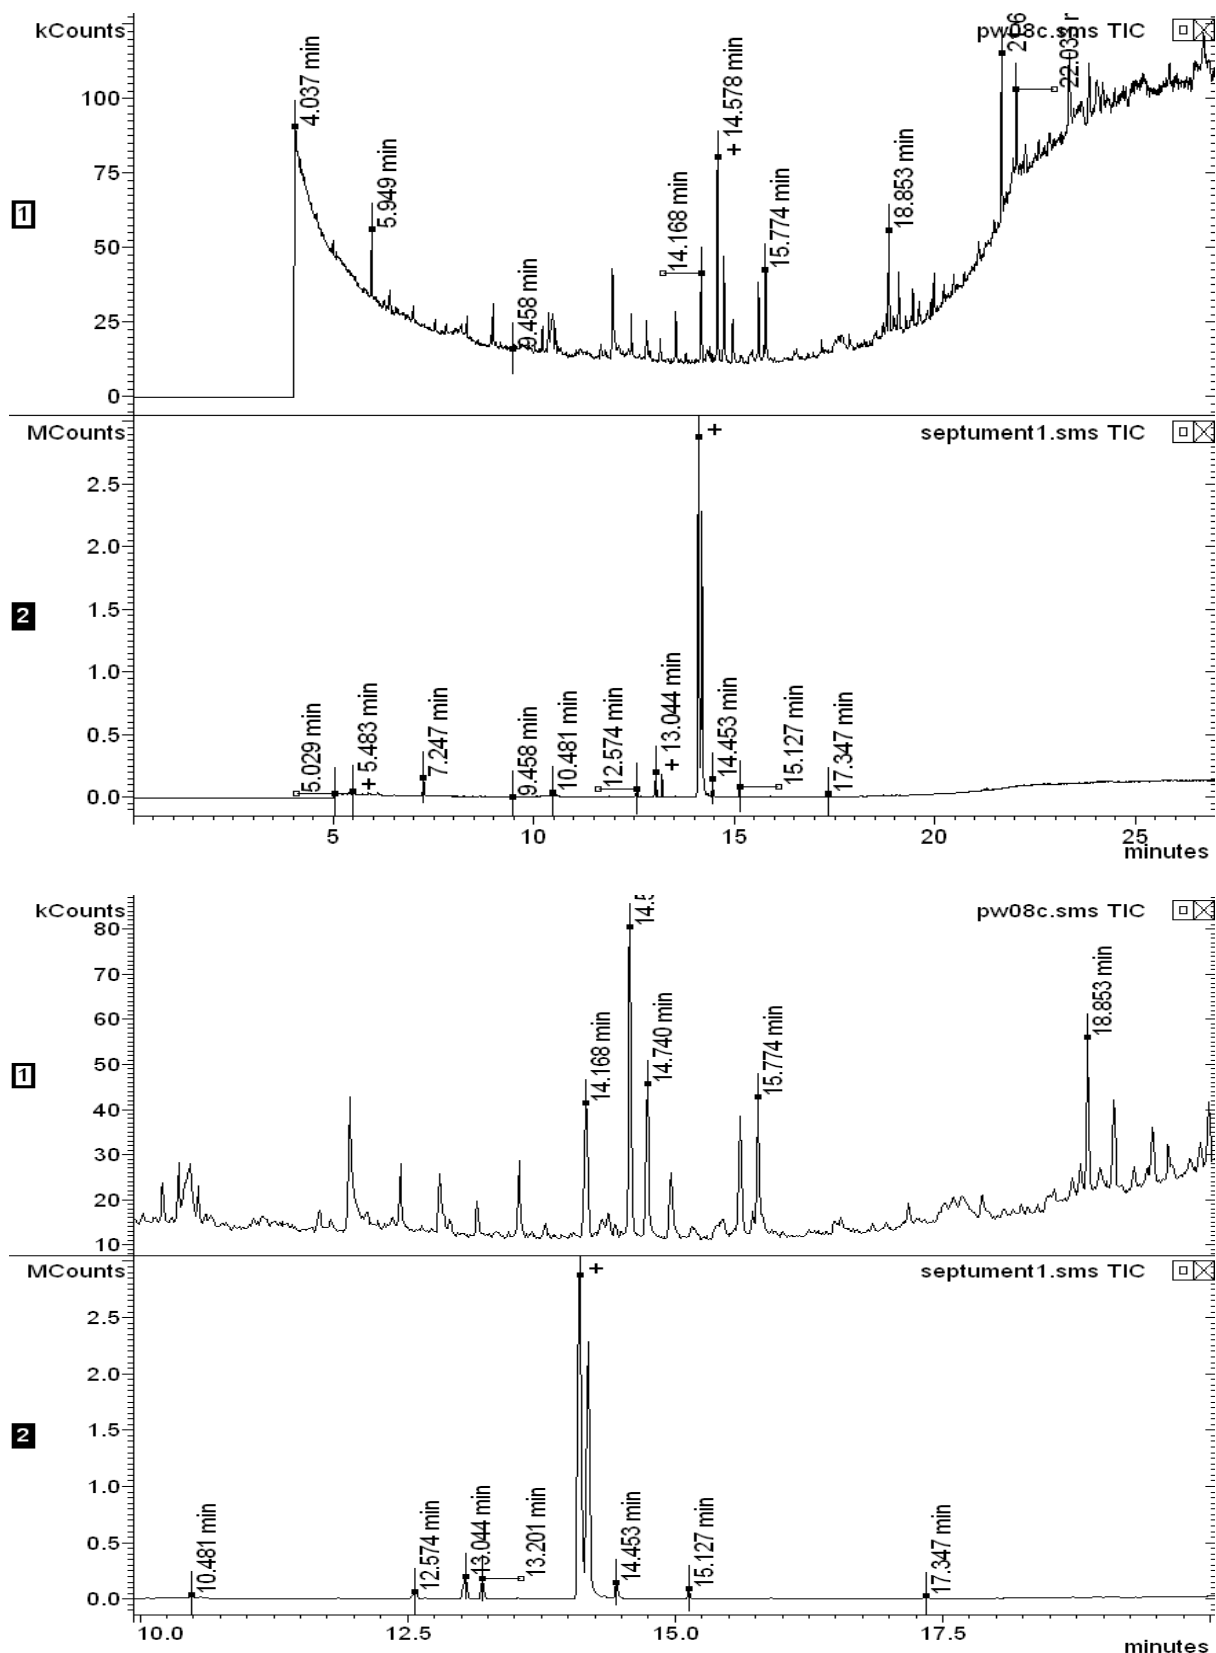 kCounts
pw08c.sms TIC
4.037 min
5.949 min
9.458 min
14.168 min
+ 14.578 min
15.774 min
18.853 min
22.033
100
75
50
25
0
1
MCounts
septument1.sms TIC
+
5.029 min
+ 5.483 min
7.247 min
9.458 min
10.481 min
12.574 min
+ 13.044 min
14.453 min
15.127 min
17.347 min
2.5
2.0
1.5
1.0
0.5
0.0
2
5 10 15 20 25
minutes
kCounts
pw08c.sms TIC
14.168 min
14.740 min
15.774 min
18.853 min
80
70
60
50
40
30
20
10
1
MCounts
septument1.sms TIC
+
10.481 min
12.574 min
13.044 min
13.201 min
14.453 min
15.127 min
17.347 min
2.5
2.0
1.5
1.0
0.5
0.0
2
10.0 12.5 15.0 17.5
minutes